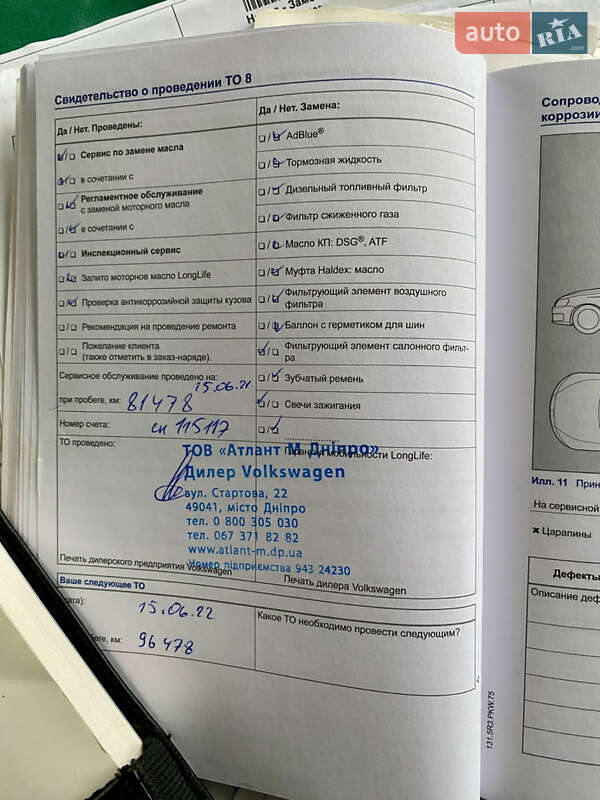 auto RIA .com
Свидетельство о проведении ТО 8
Да / Нет. Проведены:
Сервис по замене масла
в сочетании с
Регламентное обслуживание
с заменой моторного масла
в сочетании с
Инспекционный сервис
Залито моторное масло LongLife
Проверка антикоррозийной защиты кузова
Рекомендация на проведение ремонта
Пожелание клиента
(также отметить в заказ-наряде).
Сервисное обслуживание проведено на:
15.06.21
при пробеге, км: 81478
Номер счета: сн 115117
ТО проведено:
Да / Нет. Замена:
AdBlue®
Тормозная жидкость
Дизельный топливный фильтр
Фильтр сжиженного газа
Масло КП: DSG®, ATF
Муфта Haldex: масло
Фильтрующий элемент воздушного
фильтра
Баллон с герметиком для шин
Фильтрующий элемент салонного фильт-
ра
Зубчатый ремень
Свечи зажигания
Гарантии мобильности LongLife:
ТОВ «Атлант М Дніпро»
Дилер Volkswagen
вул. Стартова, 22
49041, місто Дніпро
тел. 0 800 305 030
тел. 067 371 82 82
www.atlant-m.dp.ua
Номер підприємства 943 24230
Печать дилерского предприятия Volkswagen
Печать дилера Volkswagen
Ваше следующее ТО
15.06.22
96478
Какое ТО необходимо провести следующим?
131.5R3.PKW.75
Сопровод
коррозии
Илл. 11 Прин
На сервисной
✖ Царапины
Дефекты
Описание деф